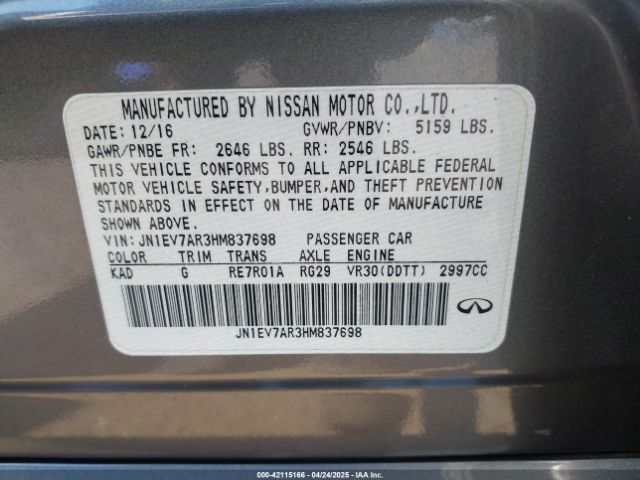 MANUFACTURED BY NISSAN MOTOR CO.,LTD.
DATE: 12/16 GVWR/PNBV: 5159 LBS.
GAWR/PNBE FR: 2646 LBS. RR: 2546 LBS.
THIS VEHICLE CONFORMS TO ALL APPLICABLE FEDERAL
MOTOR VEHICLE SAFETY,BUMPER,AND THEFT PREVENTION
STANDARDS IN EFFECT ON THE DATE OF MANUFACTURE
SHOWN ABOVE.
VIN: JN1EV7AR3HM837698 PASSENGER CAR
COLOR TRIM TRANS AXLE ENGINE
KAD G RE7R01A RG29 VR30(DDTT) 2997CC
JN1EV7AR3HM837698
000-42115166 - 04/24/2025 - IAA Inc.